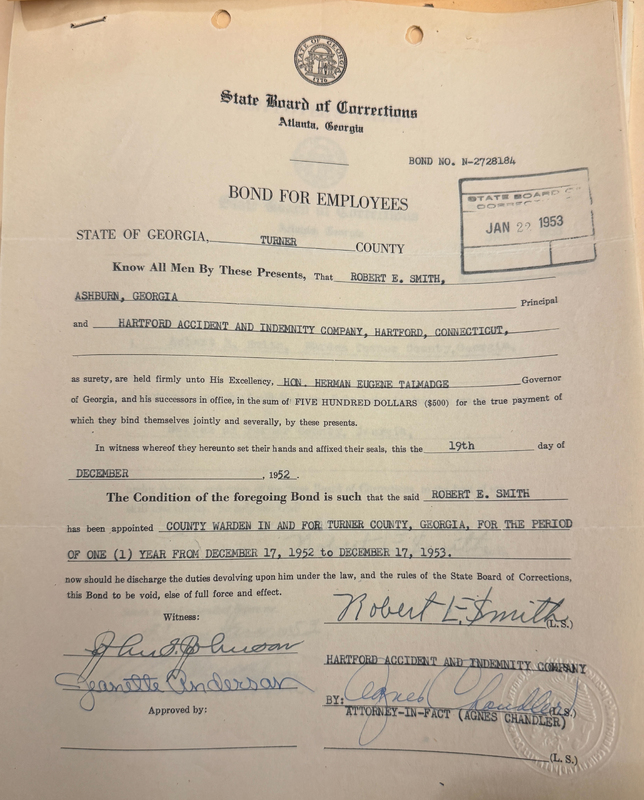 STATE OF GEORGIA
1776
State Board of Corrections
Atlanta, Georgia
BOND NO. N-2728184
BOND FOR EMPLOYEES
STATE BOARD OF
CORRECTIONS
JAN 22 1953
STATE OF GEORGIA, TURNER COUNTY
Know All Men By These Presents, That ROBERT E. SMITH,
ASHBURN, GEORGIA Principal
and HARTFORD ACCIDENT AND INDEMNITY COMPANY, HARTFORD, CONNECTICUT,
as surety, are held firmly unto His Excellency, HON. HERMAN EUGENE TALMADGE Governor
of Georgia, and his successors in office, in the sum of FIVE HUNDRED DOLLARS ($500) for the true payment of
which they bind themselves jointly and severally, by these presents.
In witness whereof they hereunto set their hands and affixed their seals, this the 19th day of
DECEMBER, 1952.
The Condition of the foregoing Bond is such that the said ROBERT E. SMITH
has been appointed COUNTY WARDEN IN AND FOR TURNER COUNTY, GEORGIA, FOR THE PERIOD
OF ONE (1) YEAR FROM DECEMBER 17, 1952 to DECEMBER 17, 1953.
now should he discharge the duties devolving upon him under the law, and the rules of the State Board of Corrections,
this Bond to be void, else of full force and effect.
Witness:
Robert E. Smith (L. S.)
John S. Johnson
HARTFORD ACCIDENT AND INDEMNITY COMPANY
Jeanette Anderson
BY: Agnes Chandler (L. S.)
ATTORNEY-IN-FACT (AGNES CHANDLER)
Approved by:
(L. S.)